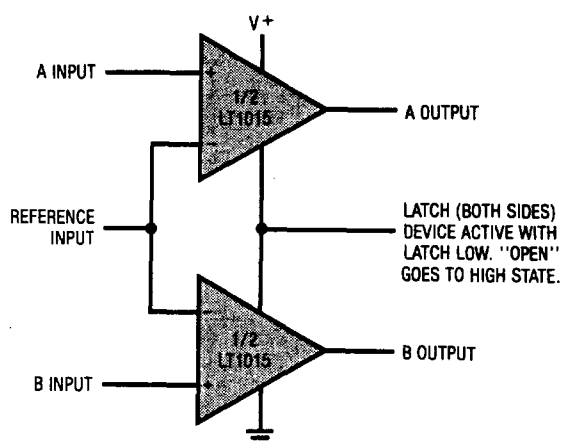 V+
A INPUT
+
1/2
LT1015
A OUTPUT
−
REFERENCE
INPUT
LATCH (BOTH SIDES)
DEVICE ACTIVE WITH
LATCH LOW. "OPEN"
GOES TO HIGH STATE.
−
1/2
LT1015
B OUTPUT
B INPUT
+